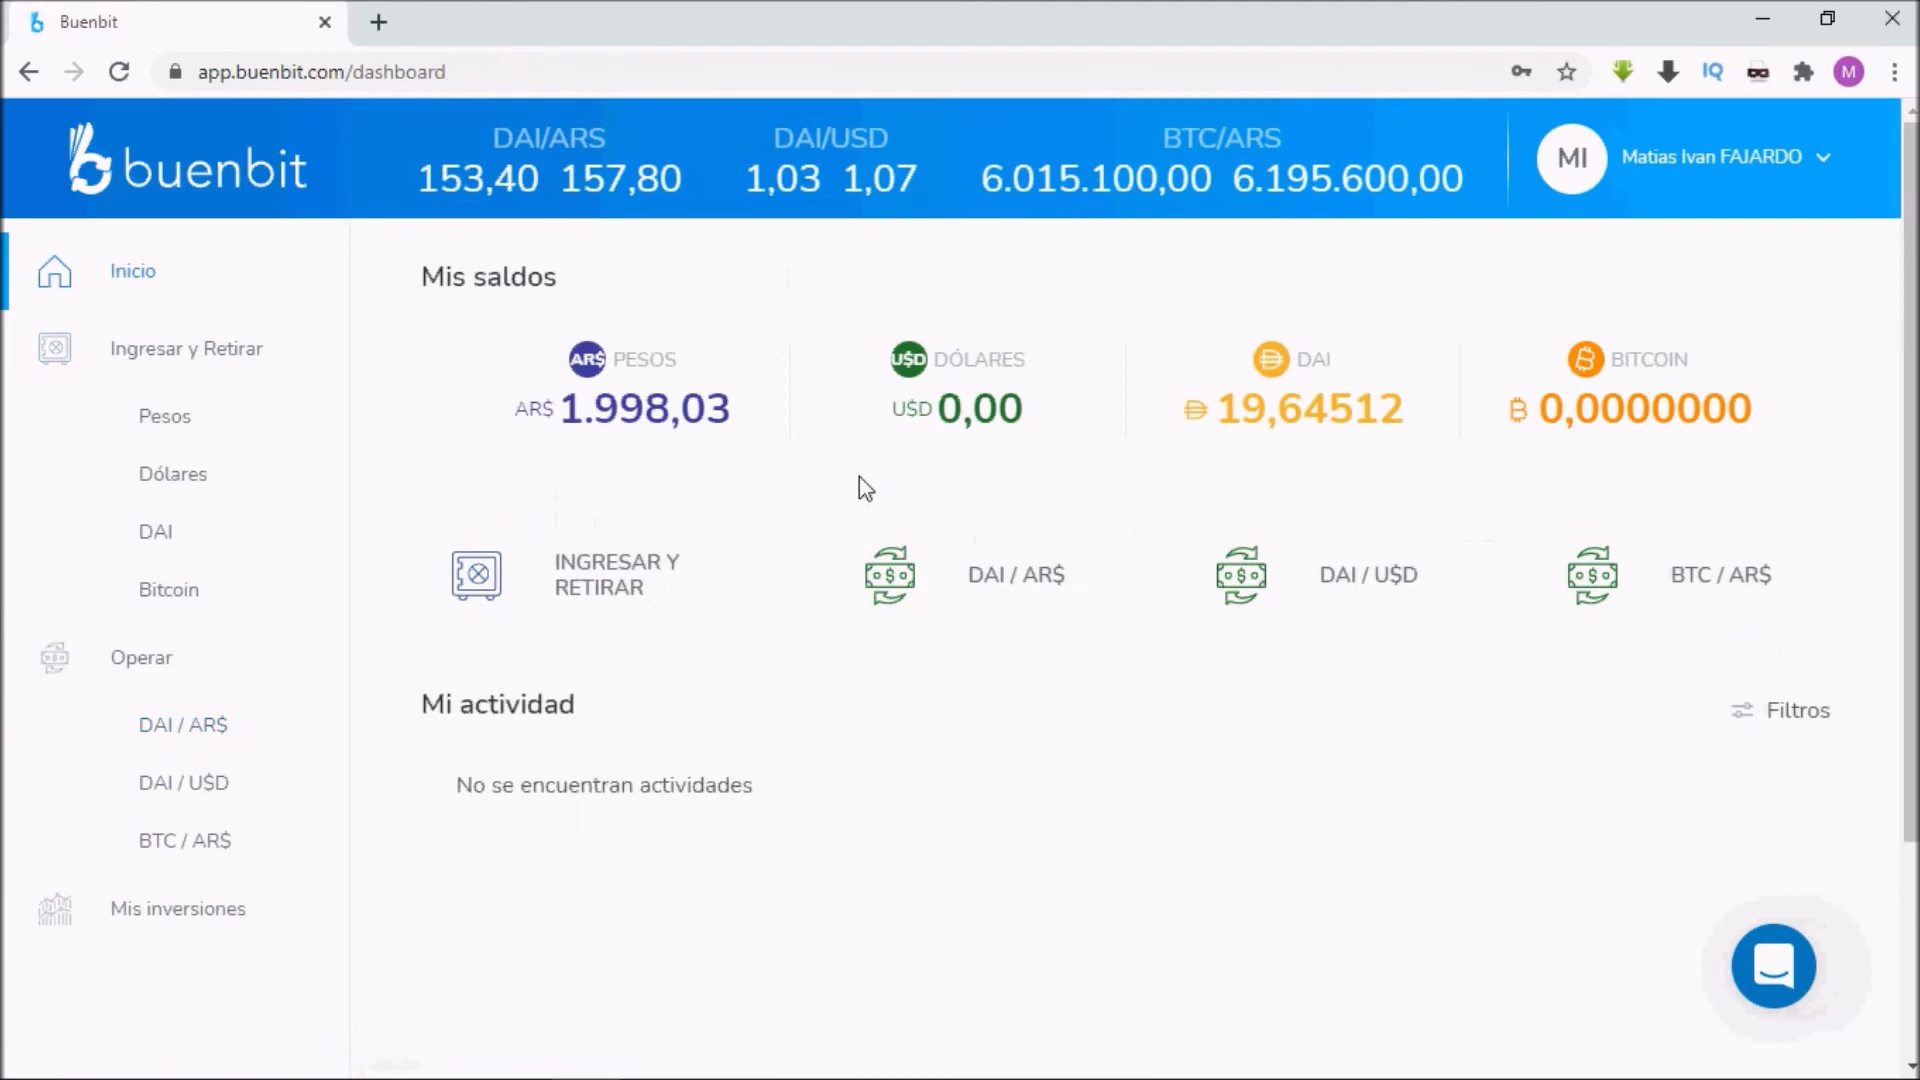 Buenbit
app.buenbit.com/dashboard
IQ
M
buenbit
DAI/ARS
153,40 157,80
DAI/USD
1,03 1,07
BTC/ARS
6.015.100,00 6.195.600,00
MI
Matias Ivan FAJARDO
Inicio
Ingresar y Retirar
Pesos
Dólares
DAI
Bitcoin
Operar
DAI / AR$
DAI / U$D
BTC / AR$
Mis inversiones
Mis saldos
AR$ PESOS
AR$ 1.998,03
U$D DÓLARES
U$D 0,00
DAI
19,64512
BITCOIN
0,0000000
INGRESAR Y
RETIRAR
DAI / AR$
DAI / U$D
BTC / AR$
Mi actividad
Filtros
No se encuentran actividades